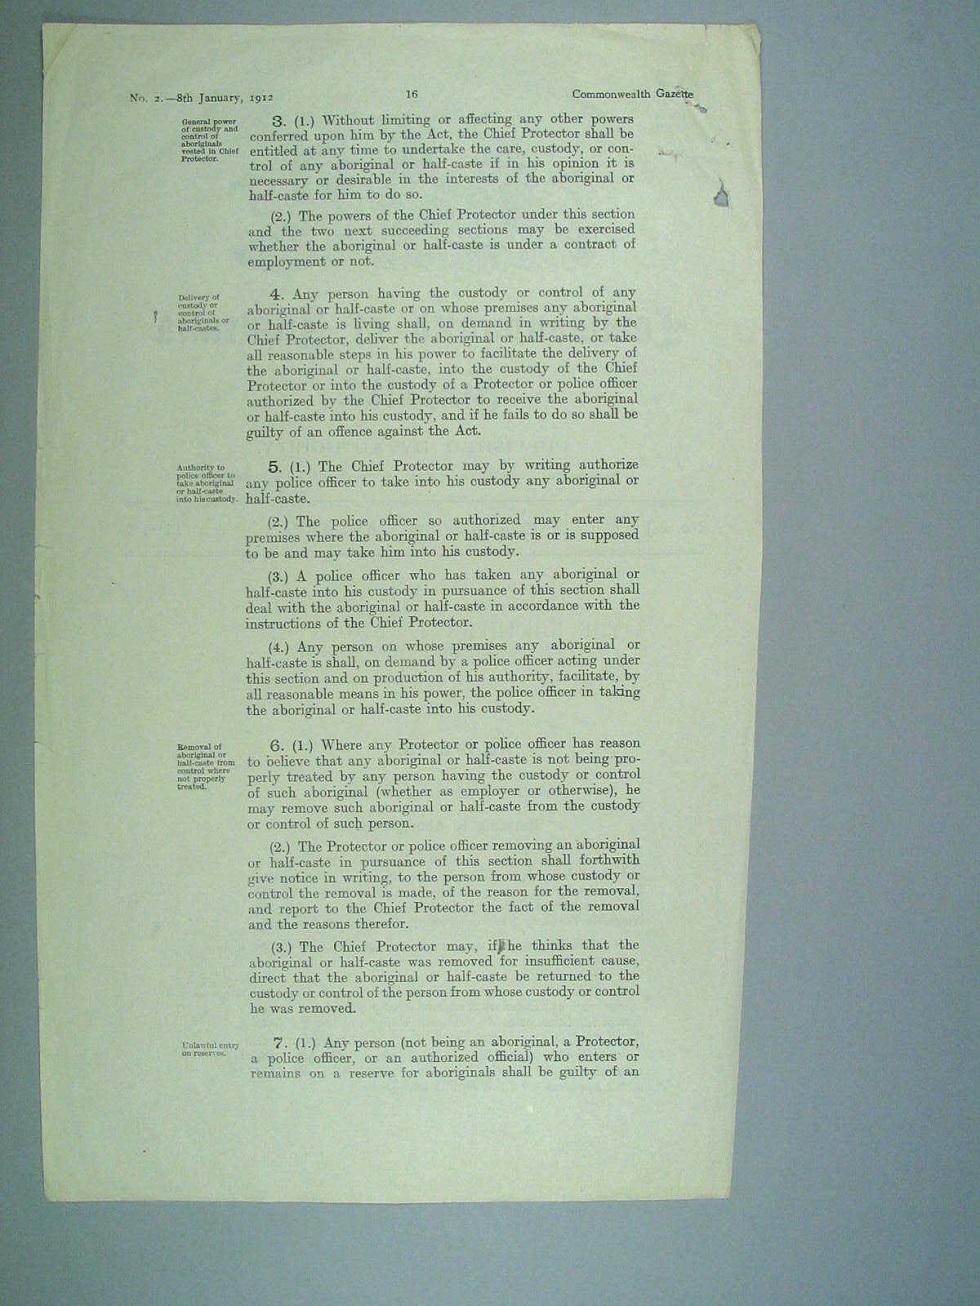 No. 2.—8th January, 1912
16
Commonwealth Gazette
General power
of custody and
control of
aboriginals
vested in Chief
Protector.
3. (1.) Without limiting or affecting any other powers
conferred upon him by the Act, the Chief Protector shall be
entitled at any time to undertake the care, custody, or con-
trol of any aboriginal or half-caste if in his opinion it is
necessary or desirable in the interests of the aboriginal or
half-caste for him to do so.
(2.) The powers of the Chief Protector under this section
and the two next succeeding sections may be exercised
whether the aboriginal or half-caste is under a contract of
employment or not.
Delivery of
custody or
control of
aboriginals or
half-castes.
4. Any person having the custody or control of any
aboriginal or half-caste or on whose premises any aboriginal
or half-caste is living shall, on demand in writing by the
Chief Protector, deliver the aboriginal or half-caste, or take
all reasonable steps in his power to facilitate the delivery of
the aboriginal or half-caste, into the custody of the Chief
Protector or into the custody of a Protector or police officer
authorized by the Chief Protector to receive the aboriginal
or half-caste into his custody, and if he fails to do so shall be
guilty of an offence against the Act.
Authority to
police officer to
take aboriginal
or half-caste
into his custody.
5. (1.) The Chief Protector may by writing authorize
any police officer to take into his custody any aboriginal or
half-caste.
(2.) The police officer so authorized may enter any
premises where the aboriginal or half-caste is or is supposed
to be and may take him into his custody.
(3.) A police officer who has taken any aboriginal or
half-caste into his custody in pursuance of this section shall
deal with the aboriginal or half-caste in accordance with the
instructions of the Chief Protector.
(4.) Any person on whose premises any aboriginal or
half-caste is shall, on demand by a police officer acting under
this section and on production of his authority, facilitate, by
all reasonable means in his power, the police officer in taking
the aboriginal or half-caste into his custody.
Removal of
aboriginal or
half-caste from
control where
not properly
treated.
6. (1.) Where any Protector or police officer has reason
to believe that any aboriginal or half-caste is not being pro-
perly treated by any person having the custody or control
of such aboriginal (whether as employer or otherwise), he
may remove such aboriginal or half-caste from the custody
or control of such person.
(2.) The Protector or police officer removing an aboriginal
or half-caste in pursuance of this section shall forthwith
give notice in writing, to the person from whose custody or
control the removal is made, of the reason for the removal,
and report to the Chief Protector the fact of the removal
and the reasons therefor.
(3.) The Chief Protector may, if he thinks that the
aboriginal or half-caste was removed for insufficient cause,
direct that the aboriginal or half-caste be returned to the
custody or control of the person from whose custody or control
he was removed.
Unlawful entry
on reserves.
7. (1.) Any person (not being an aboriginal, a Protector,
a police officer, or an authorized official) who enters or
remains on a reserve for aboriginals shall be guilty of an